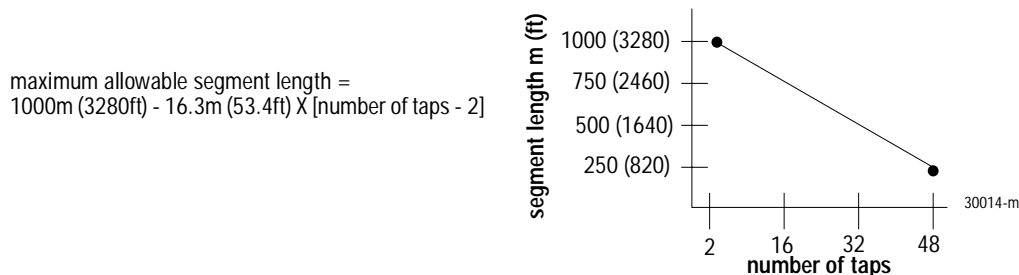 maximum allowable segment length =
1000m (3280ft) - 16.3m (53.4ft) X [number of taps - 2]
segment length m (ft)
1000 (3280)
750 (2460)
500 (1640)
250 (820)
30014-m
2 16 32 48
number of taps